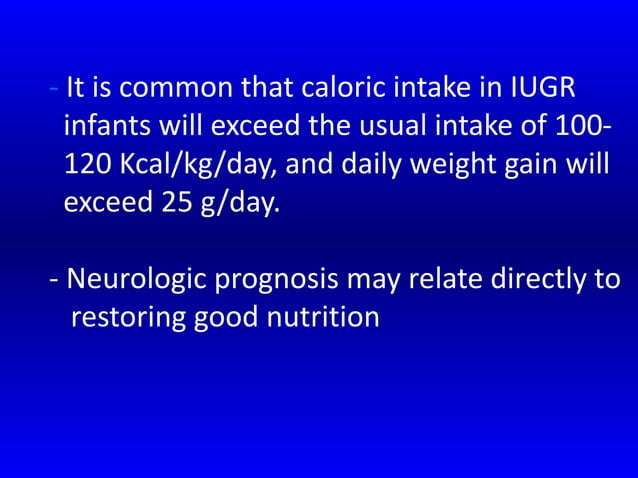 - It is common that caloric intake in IUGR
infants will exceed the usual intake of 100-
120 Kcal/kg/day, and daily weight gain will
exceed 25 g/day.
- Neurologic prognosis may relate directly to
restoring good nutrition